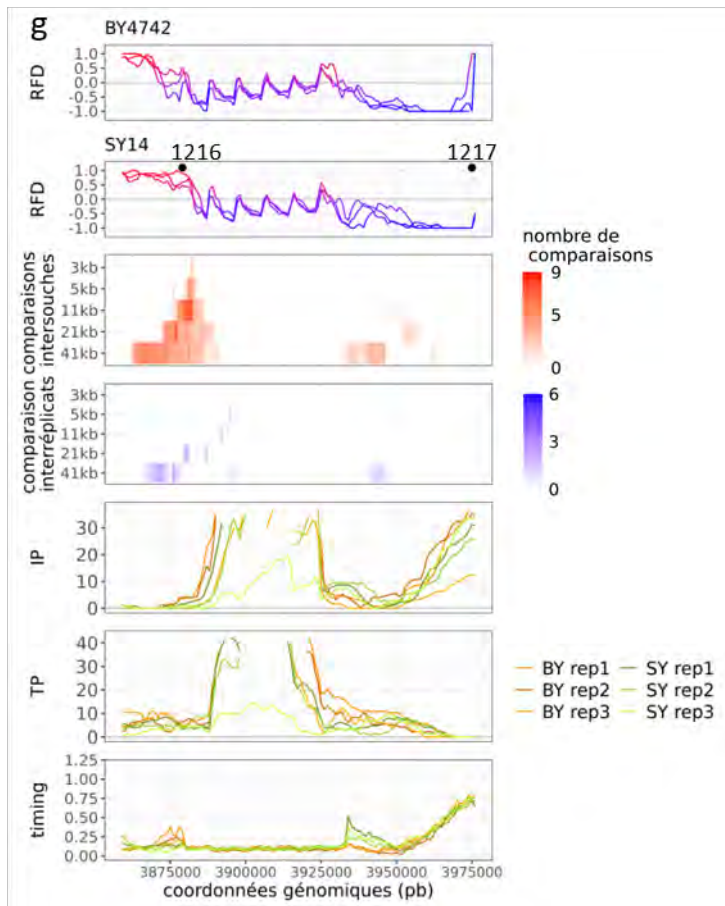 g
BY4742
RFD
1.0
0.5
0.0
-0.5
-1.0
SY14
1216
1217
RFD
1.0
0.5
0.0
-0.5
-1.0
comparaisons
intersouches
3kb
5kb
11kb
21kb
41kb
nombre de
comparaisons
9
5
0
comparaison
interréplicats
3kb
5kb
11kb
21kb
41kb
6
3
0
IP
30
20
10
0
TP
40
30
20
10
0
BY rep1
BY rep2
BY rep3
SY rep1
SY rep2
SY rep3
timing
1.25
1.00
0.75
0.50
0.25
0.00
3875000 3900000 3925000 3950000 3975000
coordonnées génomiques (pb)